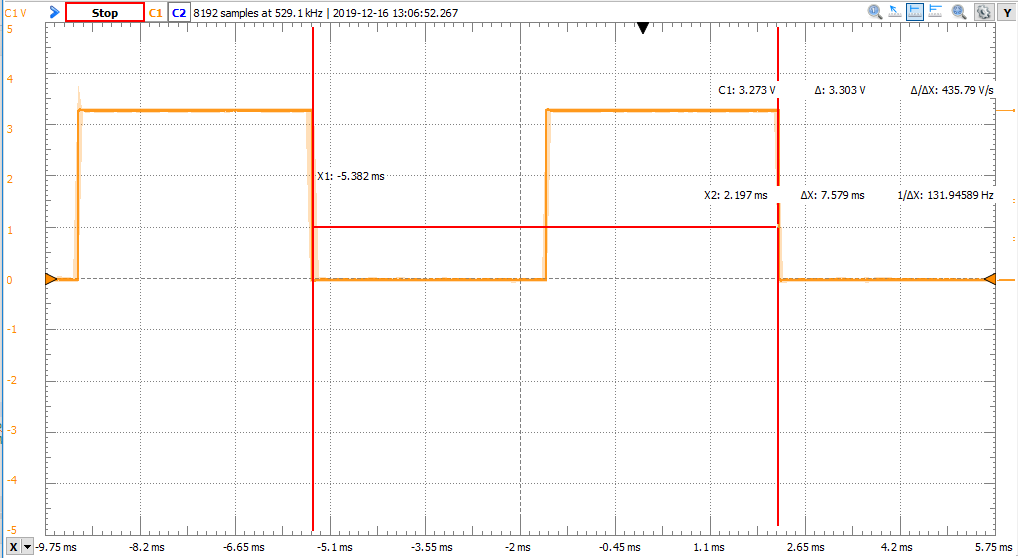 C1 V Stop C1 C2 8192 samples at 529.1 kHz | 2019-12-16 13:06:52.267 Y
5
4
C1: 3.273 V Δ: 3.303 V Δ/ΔX: 435.79 V/s
3
X1: -5.382 ms
2
X2: 2.197 ms ΔX: 7.579 ms 1/ΔX: 131.94589 Hz
1
0
-1
-2
-3
-4
-5
X -9.75 ms -8.2 ms -6.65 ms -5.1 ms -3.55 ms -2 ms -0.45 ms 1.1 ms 2.65 ms 4.2 ms 5.75 ms